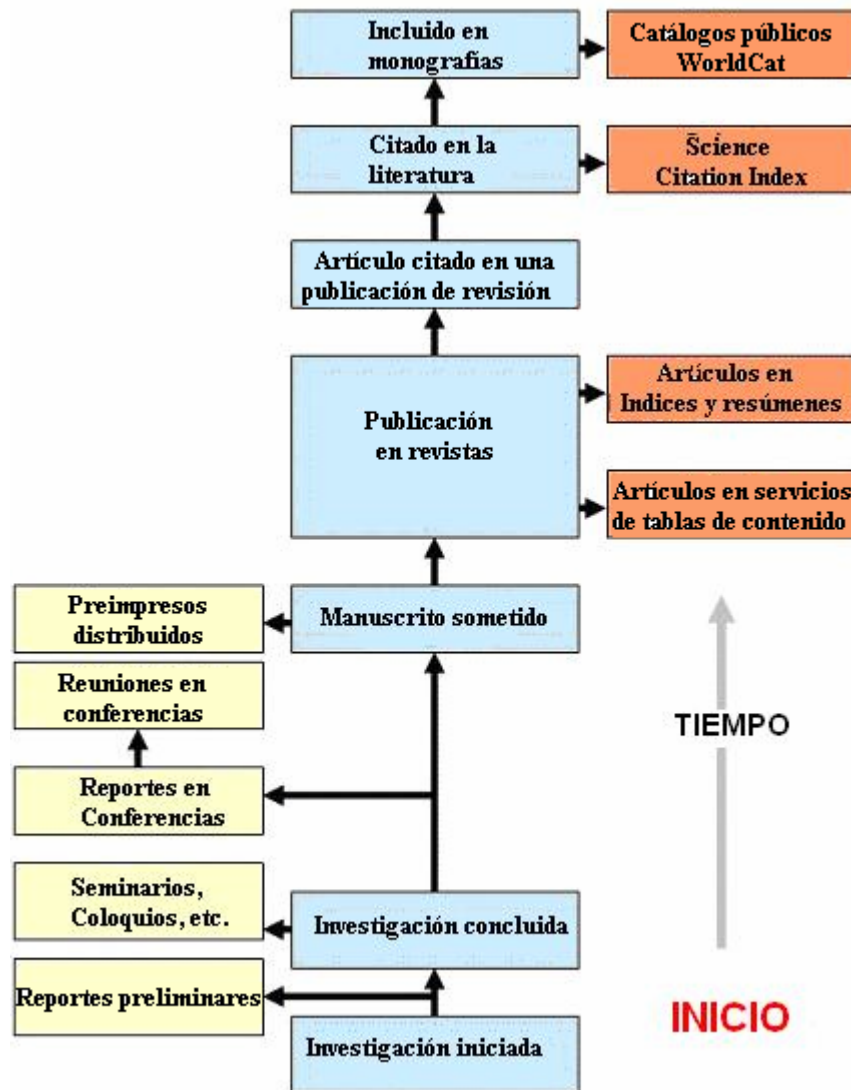 Incluido en
monografías
Catálogos públicos
WorldCat
Citado en la
literatura
Science
Citation Index
Artículo citado en una
publicación de revisión
Publicación
en revistas
Artículos en
Indices y resúmenes
Artículos en servicios
de tablas de contenido
Preimpresos
distribuidos
Manuscrito sometido
Reuniones en
conferencias
TIEMPO
Reportes en
Conferencias
Seminarios,
Coloquios, etc.
Investigación concluida
Reportes preliminares
INICIO
Investigación iniciada